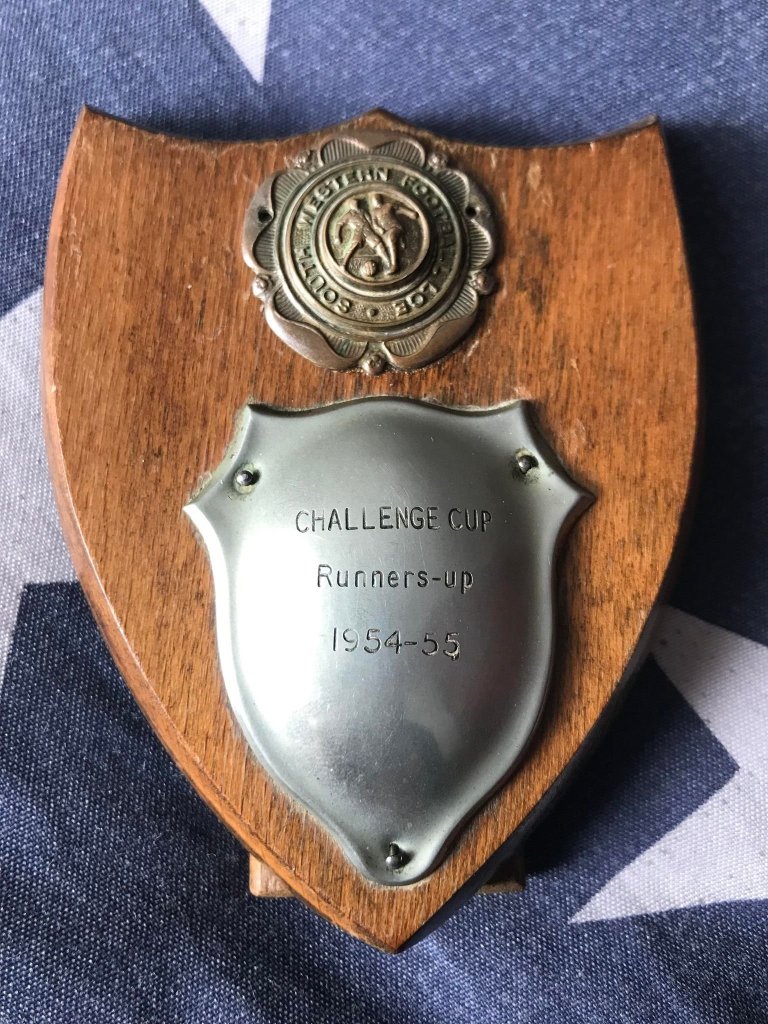 SOUTH WESTERN FOOTBALL LGE
CHALLENGE CUP
Runners-up
1954-55